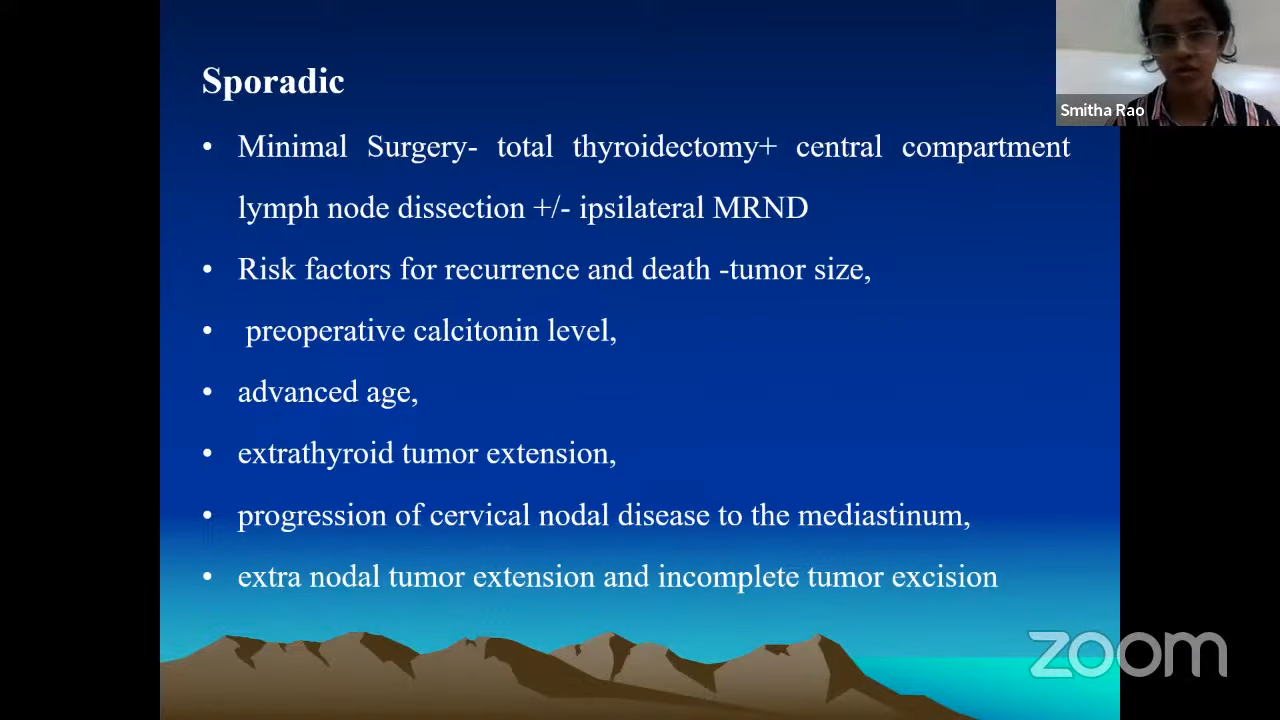 Sporadic
• Minimal Surgery- total thyroidectomy+ central compartment
lymph node dissection +/- ipsilateral MRND
• Risk factors for recurrence and death -tumor size,
• preoperative calcitonin level,
• advanced age,
• extrathyroid tumor extension,
• progression of cervical nodal disease to the mediastinum,
• extra nodal tumor extension and incomplete tumor excision
Smitha Rao
zoom